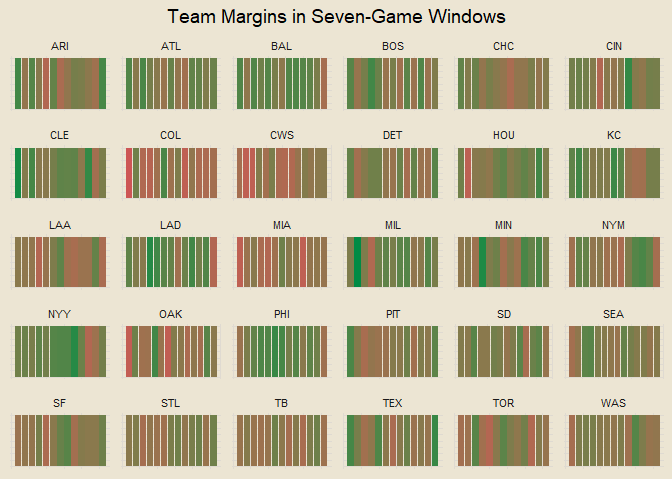 Team Margins in Seven-Game Windows
ARI ATL BAL BOS CHC CIN
CLE COL CWS DET HOU KC
LAA LAD MIA MIL MIN NYM
NYY OAK PHI PIT SD SEA
SF STL TB TEX TOR WAS